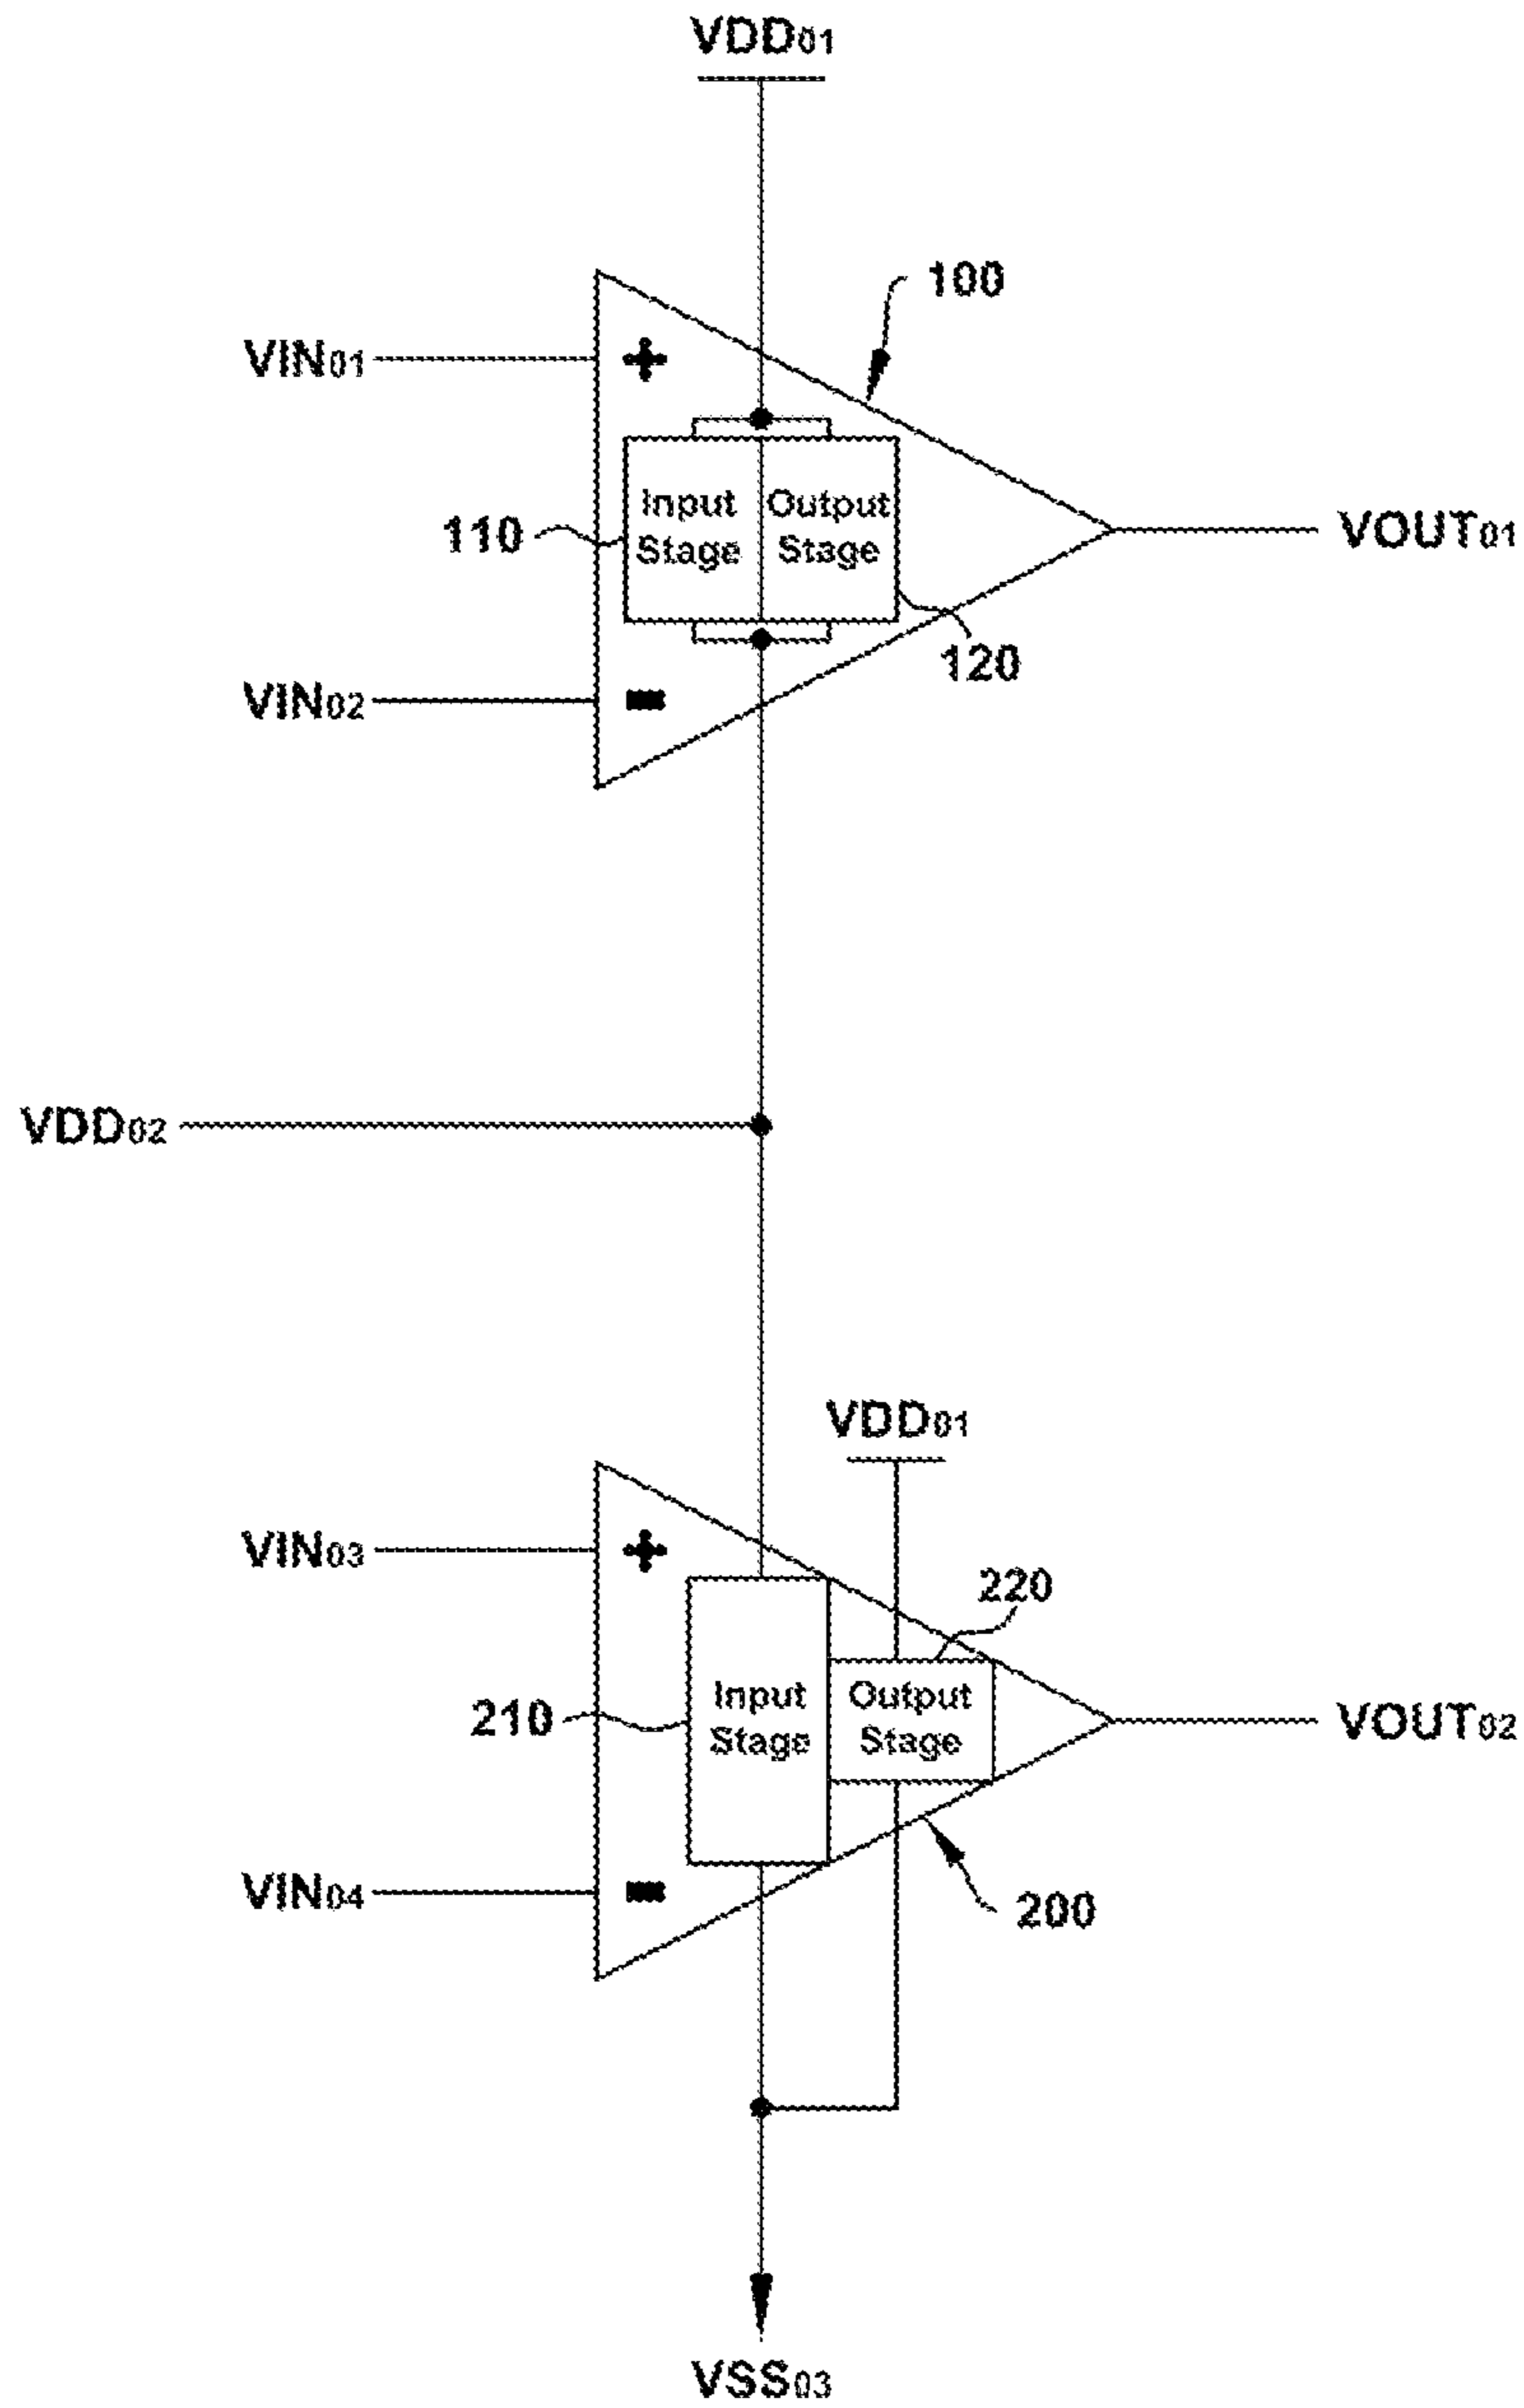 VDD01
100
VIN01
+
Input Stage
Output Stage
110
VOUT01
120
VIN02
-
VDD02
VDD01
VIN03
+
220
Input Stage
Output Stage
210
VOUT02
VIN04
-
200
VSS03